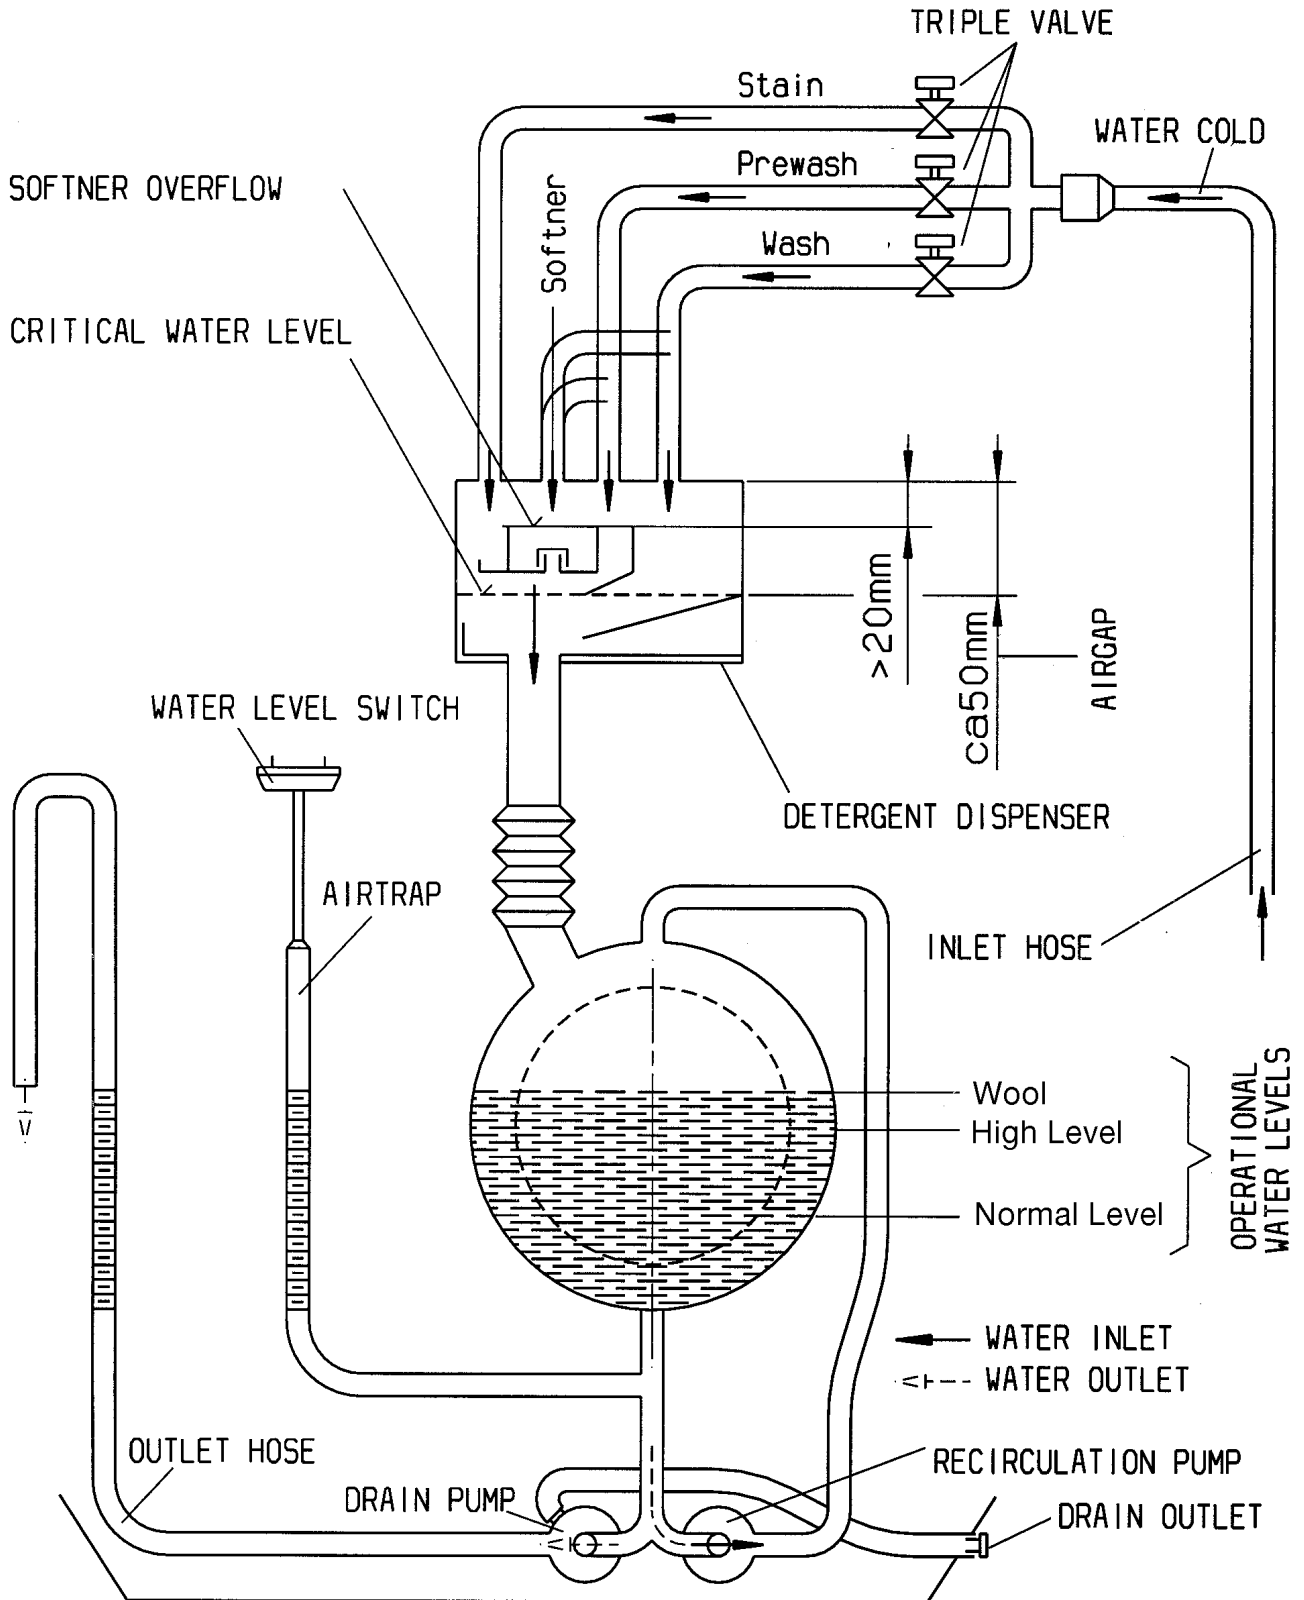 TRIPLE VALVE
Stain
WATER COLD
Prewash
SOFTNER OVERFLOW
Softner
Wash
CRITICAL WATER LEVEL
>20mm
ca50mm
AIRGAP
WATER LEVEL SWITCH
DETERGENT DISPENSER
AIRTRAP
INLET HOSE
Wool
High Level
Normal Level
OPERATIONAL
WATER LEVELS
WATER INLET
WATER OUTLET
OUTLET HOSE
RECIRCULATION PUMP
DRAIN PUMP
DRAIN OUTLET